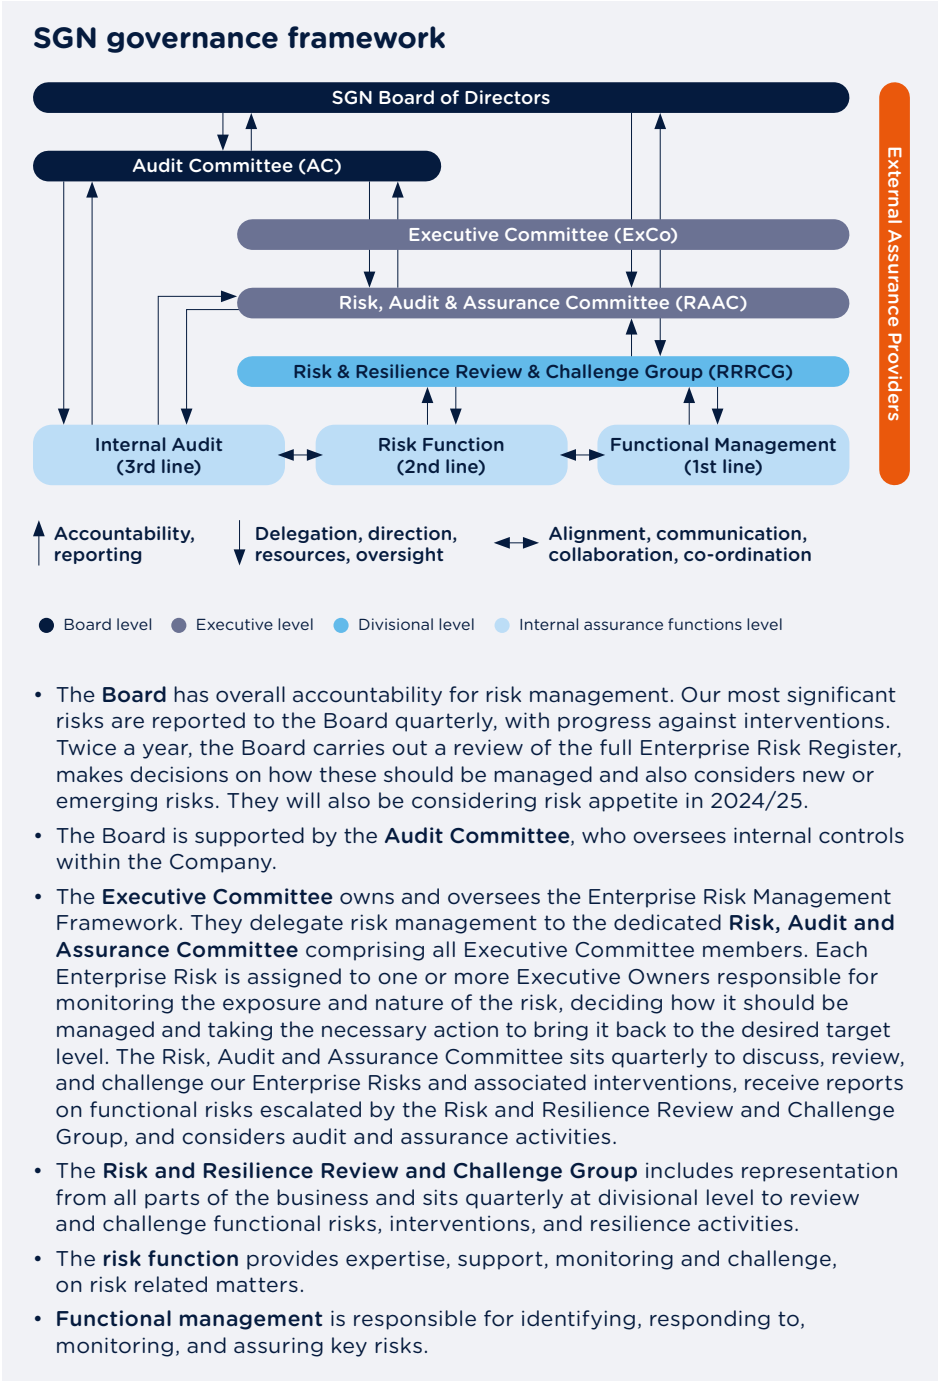 SGN governance framework
SGN Board of Directors
Audit Committee (AC)
Executive Committee (ExCo)
Risk, Audit & Assurance Committee (RAAC)
Risk & Resilience Review & Challenge Group (RRRCG)
Internal Audit
(3rd line)
Risk Function
(2nd line)
Functional Management
(1st line)
External Assurance Providers
Accountability,
reporting
Delegation, direction,
resources, oversight
Alignment, communication,
collaboration, co-ordination
Board level
Executive level
Divisional level
Internal assurance functions level
• The Board has overall accountability for risk management. Our most significant
risks are reported to the Board quarterly, with progress against interventions.
Twice a year, the Board carries out a review of the full Enterprise Risk Register,
makes decisions on how these should be managed and also considers new or
emerging risks. They will also be considering risk appetite in 2024/25.
• The Board is supported by the Audit Committee, who oversees internal controls
within the Company.
• The Executive Committee owns and oversees the Enterprise Risk Management
Framework. They delegate risk management to the dedicated Risk, Audit and
Assurance Committee comprising all Executive Committee members. Each
Enterprise Risk is assigned to one or more Executive Owners responsible for
monitoring the exposure and nature of the risk, deciding how it should be
managed and taking the necessary action to bring it back to the desired target
level. The Risk, Audit and Assurance Committee sits quarterly to discuss, review,
and challenge our Enterprise Risks and associated interventions, receive reports
on functional risks escalated by the Risk and Resilience Review and Challenge
Group, and considers audit and assurance activities.
• The Risk and Resilience Review and Challenge Group includes representation
from all parts of the business and sits quarterly at divisional level to review
and challenge functional risks, interventions, and resilience activities.
• The risk function provides expertise, support, monitoring and challenge,
on risk related matters.
• Functional management is responsible for identifying, responding to,
monitoring, and assuring key risks.